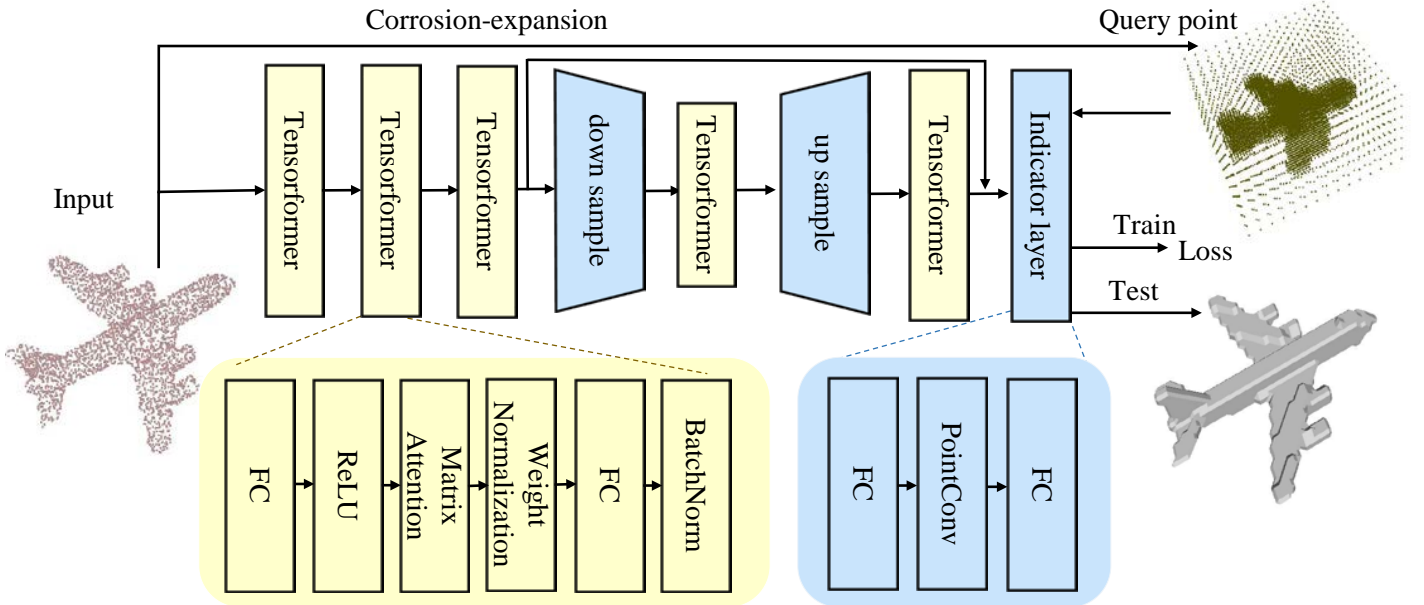 Corrosion-expansion
Query point
Input
Tensorformer
Tensorformer
Tensorformer
down sample
Tensorformer
up sample
Tensorformer
Indicator layer
Train
Loss
Test
FC
ReLU
Matrix
Attention
Weight
Normalization
FC
BatchNorm
FC
PointConv
FC